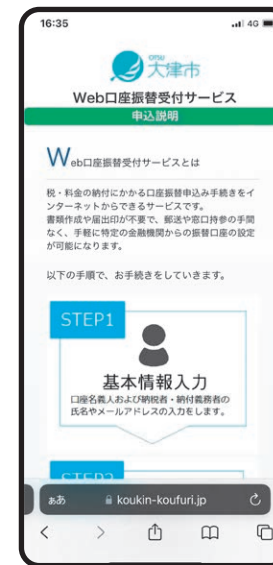 16:35
4G
OTSU
大津市
Web口座振替受付サービス
申込説明
Web口座振替受付サービスとは
税・料金の納付にかかる口座振替申込み手続きをイ
ンターネットからできるサービスです。
書類作成や届出印が不要で、郵送や窓口持参の手間
なく、手軽に特定の金融機関からの振替口座の設定
が可能になります。
以下の手順で、お手続きをしていきます。
STEP1
基本情報入力
口座名義人および納税者・納付義務者の
氏名やメールアドレスの入力をします。
STEP2
ああ
koukin-koufuri.jp